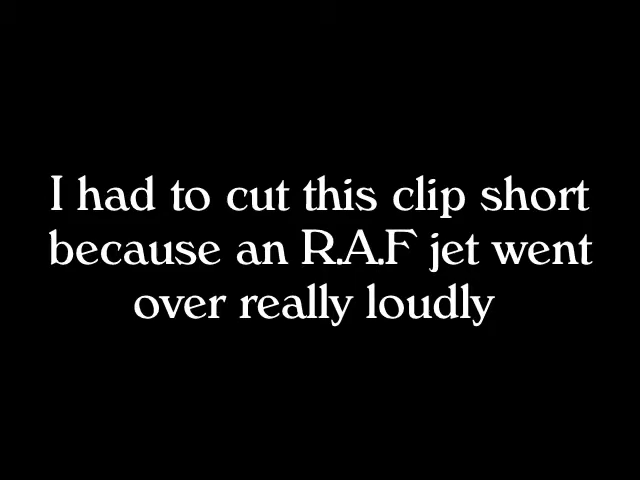 I had to cut this clip short
because an R.A.F jet went
over really loudly